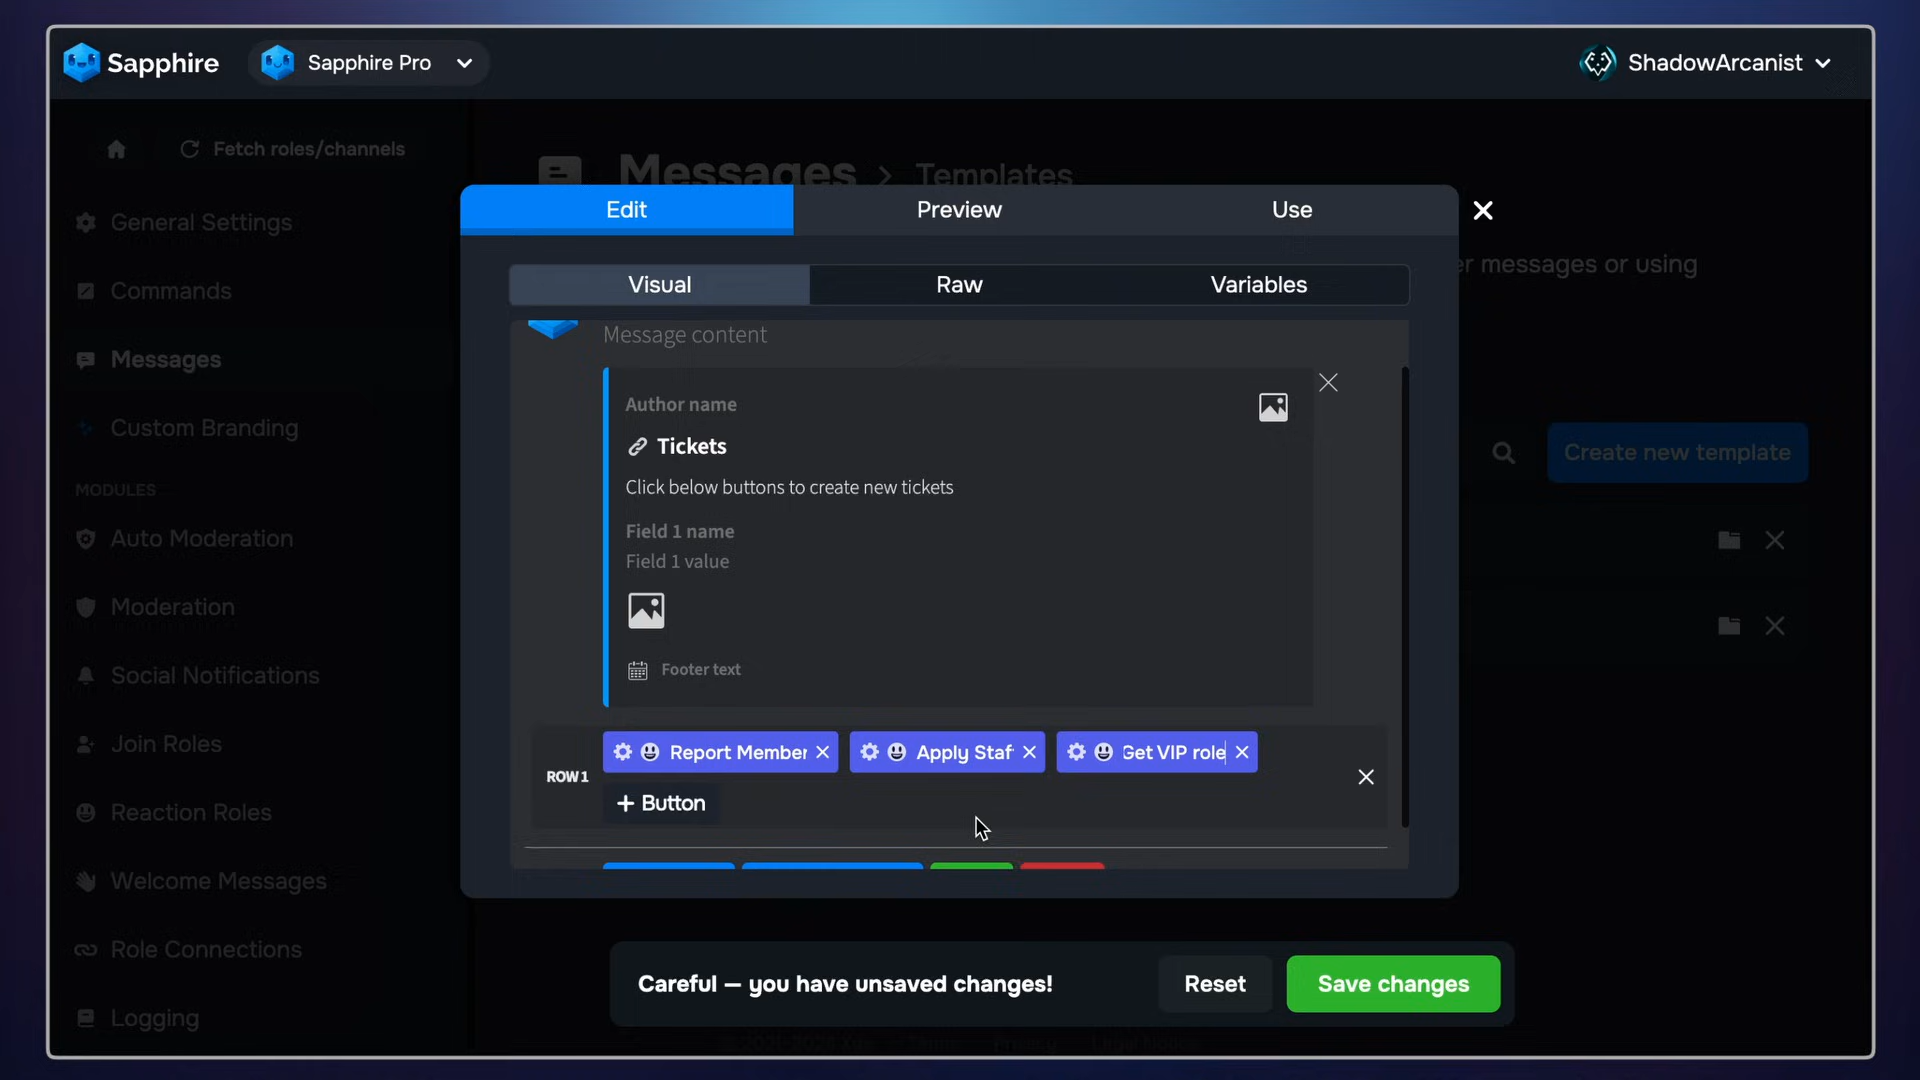 Sapphire
Sapphire Pro
ShadowArcanist
Fetch roles/channels
Messages > Templates
General Settings
Commands
Messages
Custom Branding
MODULES
Auto Moderation
Moderation
Social Notifications
Join Roles
Reaction Roles
Welcome Messages
Role Connections
Logging
Edit
Preview
Use
er messages or using
Visual
Raw
Variables
Message content
Author name
Tickets
Click below buttons to create new tickets
Field 1 name
Field 1 value
Footer text
Create new template
ROW 1
Report Member
Apply Staf
Get VIP role
+ Button
Careful — you have unsaved changes!
Reset
Save changes